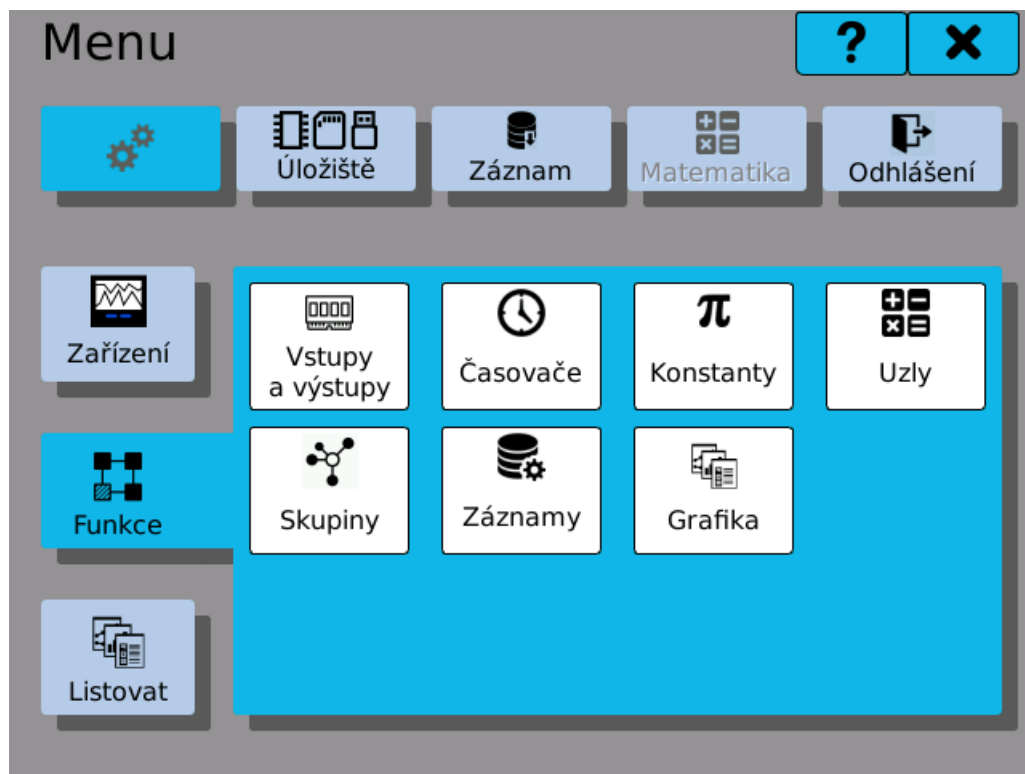 Menu
?
Úložiště
Záznam
Matematika
Odhlášení
Zařízení
Vstupy
a výstupy
Časovače
π
Konstanty
Uzly
Funkce
Skupiny
Záznamy
Grafika
Listovat